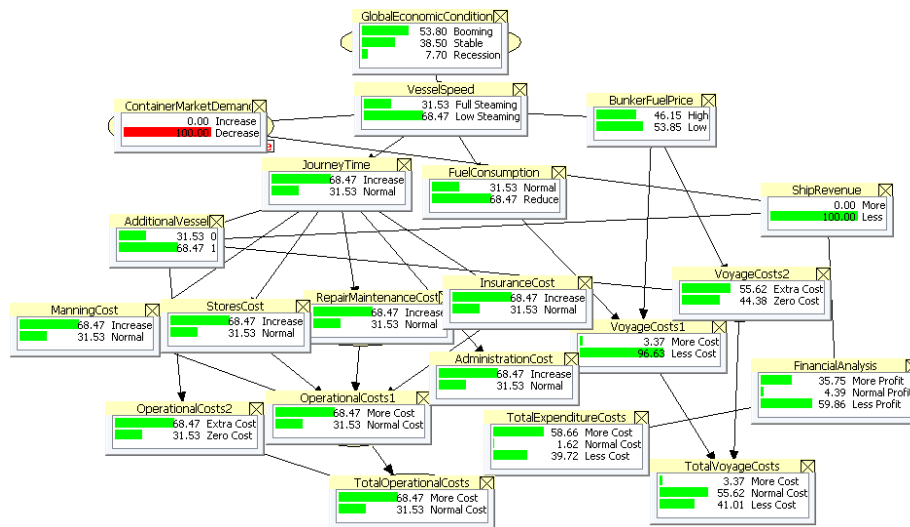 GlobalEconomicCondition
53.80 Booming
38.50 Stable
7.70 Recession
VesselSpeed
31.53 Full Steaming
68.47 Low Steaming
ContainerMarketDemand
0.00 Increase
100.00 Decrease
BunkerFuelPrice
46.15 High
53.85 Low
JourneyTime
68.47 Increase
31.53 Normal
FuelConsumption
31.53 Normal
68.47 Reduce
ShipRevenue
0.00 More
100.00 Less
AdditionalVessel
31.53 0
68.47 1
ManningCost
68.47 Increase
31.53 Normal
StoresCost
68.47 Increase
31.53 Normal
RepairMaintenanceCost
68.47 Increase
31.53 Normal
InsuranceCost
68.47 Increase
31.53 Normal
VoyageCosts2
55.62 Extra Cost
44.38 Zero Cost
VoyageCosts1
3.37 More Cost
96.63 Less Cost
AdministrationCost
68.47 Increase
31.53 Normal
FinancialAnalysis
35.75 More Profit
4.39 Normal Profit
59.86 Less Profit
OperationalCosts2
68.47 Extra Cost
31.53 Zero Cost
OperationalCosts1
68.47 More Cost
31.53 Normal Cost
TotalExpenditureCosts
58.66 More Cost
1.62 Normal Cost
39.72 Less Cost
TotalOperationalCosts
68.47 More Cost
31.53 Normal Cost
TotalVoyageCosts
3.37 More Cost
55.62 Normal Cost
41.01 Less Cost